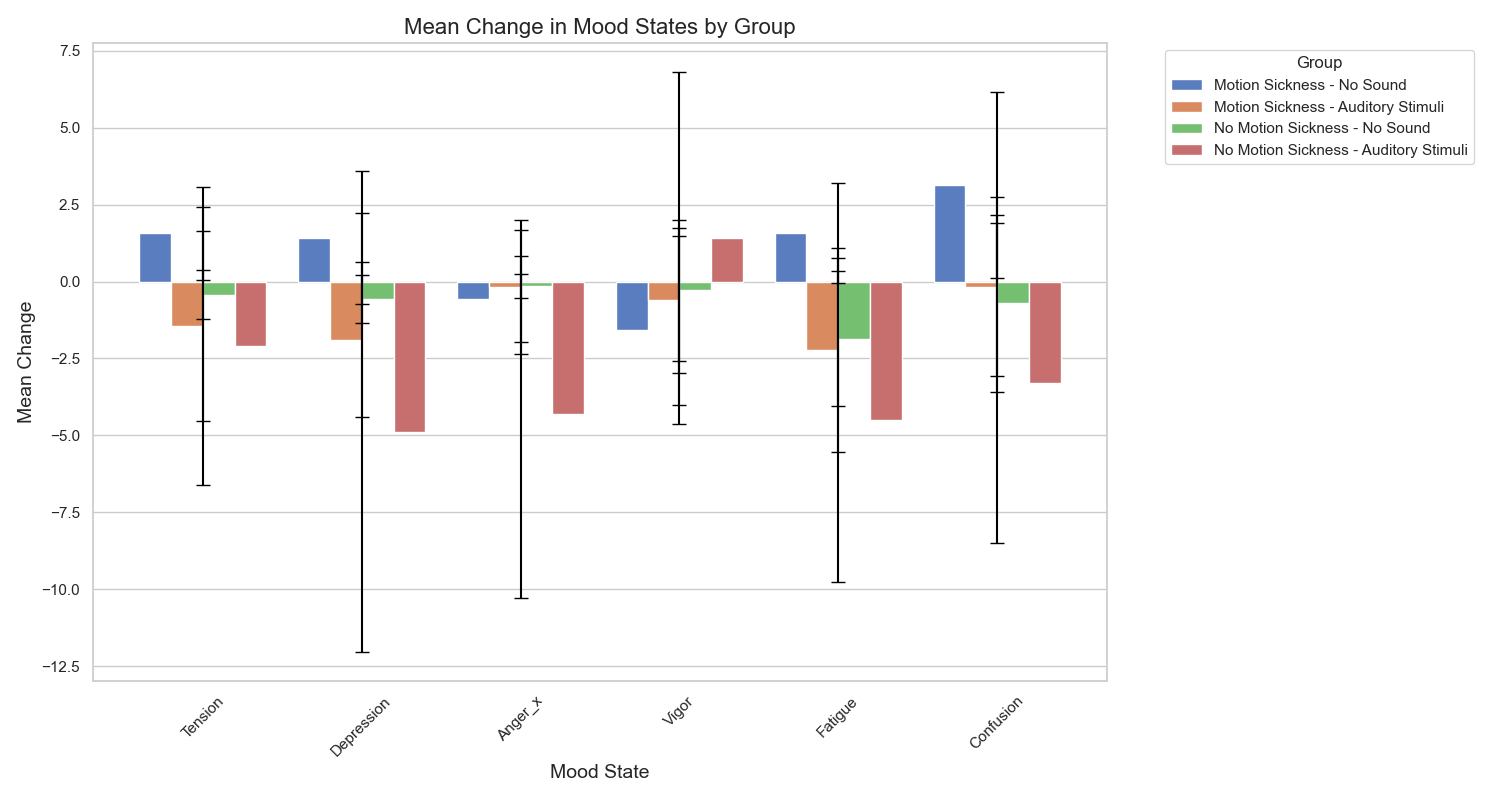 Mean Change in Mood States by Group
Group
Motion Sickness - No Sound
Motion Sickness - Auditory Stimuli
No Motion Sickness - No Sound
No Motion Sickness - Auditory Stimuli
Mean Change
7.5
5.0
2.5
0.0
−2.5
−5.0
−7.5
−10.0
−12.5
Tension
Depression
Anger_x
Vigor
Fatigue
Confusion
Mood State